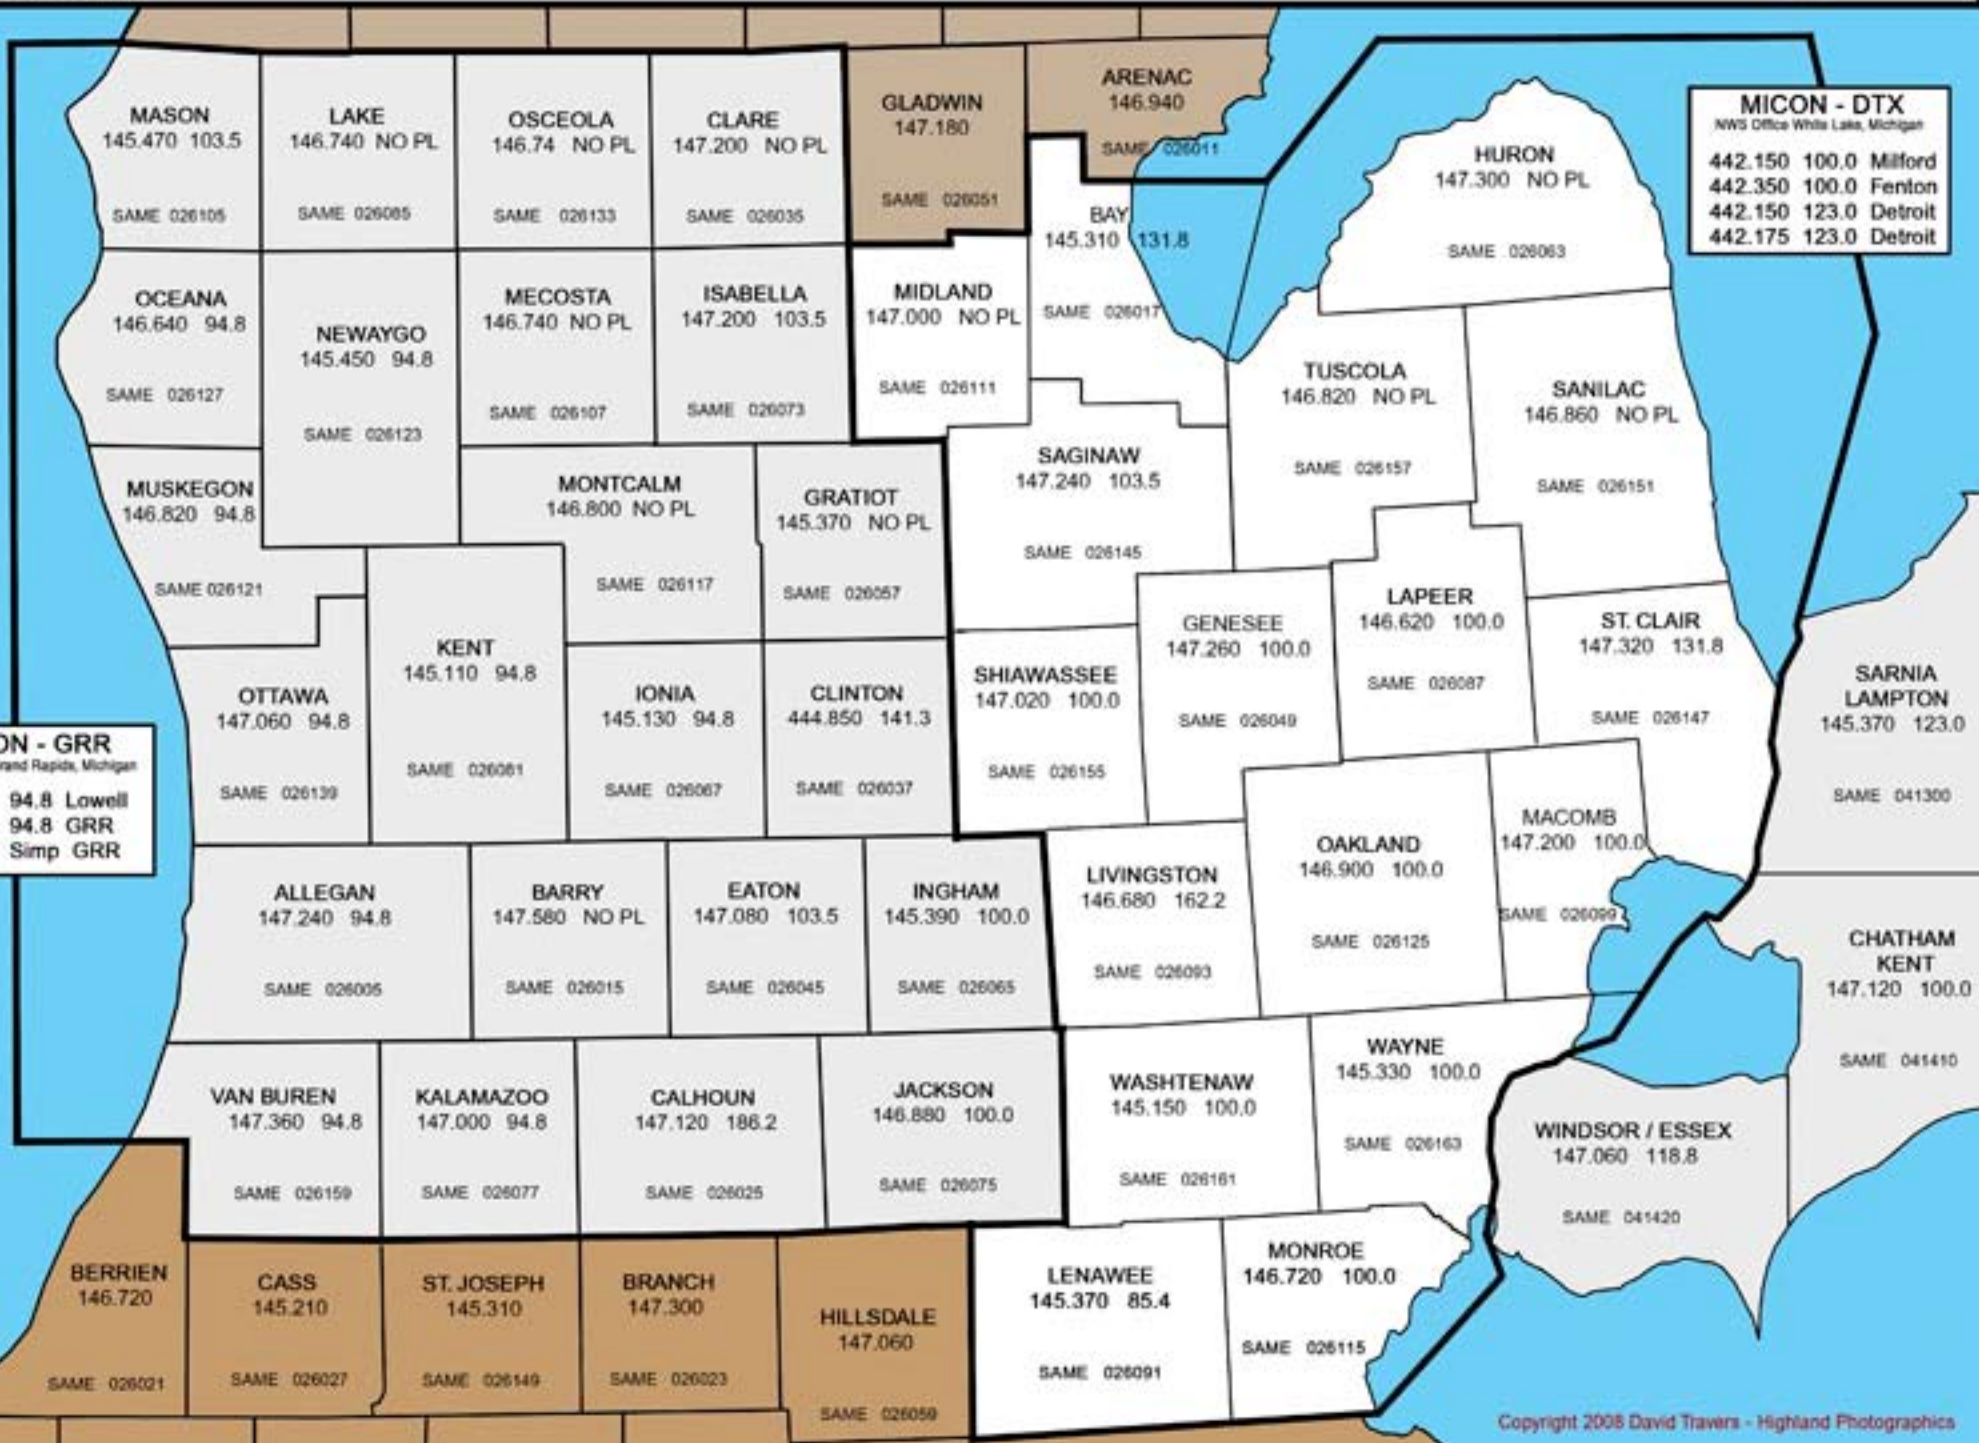 MASON
145.470 103.5
SAME 026105
LAKE
146.740 NO PL
SAME 026085
OSCEOLA
146.74 NO PL
SAME 026133
CLARE
147.200 NO PL
SAME 026035
GLADWIN
147.180
SAME 026051
ARENAC
146.940
SAME 026011
HURON
147.300 NO PL
SAME 026063
MICON - DTX
NWS Office White Lake, Michigan
442.150 100.0 Milford
442.350 100.0 Fenton
442.150 123.0 Detroit
442.175 123.0 Detroit
OCEANA
146.640 94.8
SAME 026127
NEWAYGO
145.450 94.8
SAME 026123
MECOSTA
146.740 NO PL
SAME 026107
ISABELLA
147.200 103.5
SAME 026073
MIDLAND
147.000 NO PL
SAME 026111
BAY
145.310 131.8
SAME 026017
TUSCOLA
146.820 NO PL
SAME 026157
SANILAC
146.860 NO PL
SAME 026151
MUSKEGON
146.820 94.8
SAME 026121
MONTCALM
146.800 NO PL
SAME 026117
GRATIOT
145.370 NO PL
SAME 026057
SAGINAW
147.240 103.5
SAME 026145
GENESEE
147.260 100.0
SAME 026049
LAPEER
146.620 100.0
SAME 026087
ST. CLAIR
147.320 131.8
SAME 026147
SARNIA
LAMPTON
145.370 123.0
SAME 041300
ON - GRR
rand Rapids, Michigan
94.8 Lowell
94.8 GRR
Simp GRR
OTTAWA
147.060 94.8
SAME 026139
KENT
145.110 94.8
SAME 026081
IONIA
145.130 94.8
SAME 026067
CLINTON
444.850 141.3
SAME 026037
SHIAWASSEE
147.020 100.0
SAME 026155
ALLEGAN
147.240 94.8
SAME 026005
BARRY
147.580 NO PL
SAME 026015
EATON
147.080 103.5
SAME 026045
INGHAM
145.390 100.0
SAME 026065
LIVINGSTON
146.680 162.2
SAME 026093
OAKLAND
146.900 100.0
SAME 026125
MACOMB
147.200 100.0
SAME 026099
CHATHAM
KENT
147.120 100.0
SAME 041410
VAN BUREN
147.360 94.8
SAME 026159
KALAMAZOO
147.000 94.8
SAME 026077
CALHOUN
147.120 186.2
SAME 026025
JACKSON
146.880 100.0
SAME 026075
WASHTENAW
145.150 100.0
SAME 026161
WAYNE
145.330 100.0
SAME 026163
WINDSOR / ESSEX
147.060 118.8
SAME 041420
BERRIEN
146.720
SAME 026021
CASS
145.210
SAME 026027
ST. JOSEPH
145.310
SAME 026149
BRANCH
147.300
SAME 026023
HILLSDALE
147.060
SAME 026059
LENAWEE
145.370 85.4
SAME 026091
MONROE
146.720 100.0
SAME 026115
Copyright 2008 David Travers - Highland Photographics